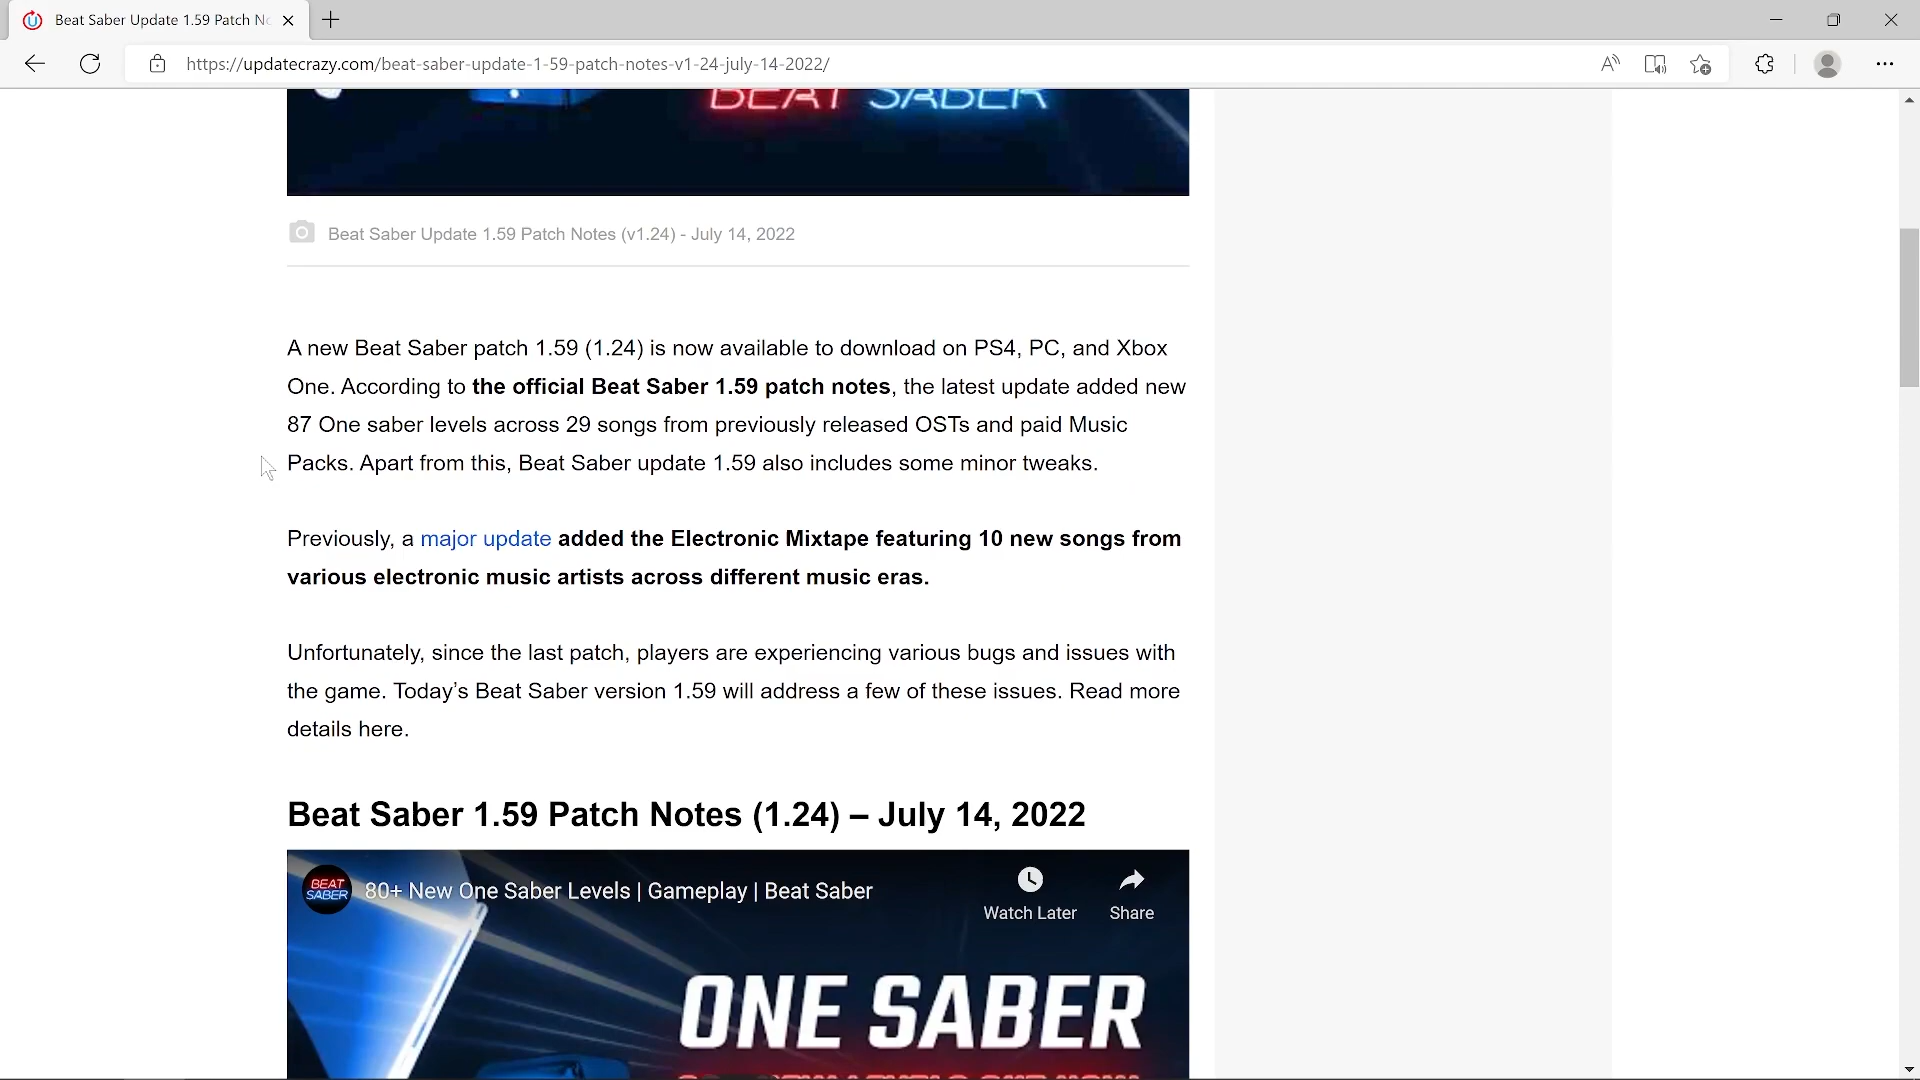 Beat Saber Update 1.59 Patch No
https://updatecrazy.com/beat-saber-update-1-59-patch-notes-v1-24-july-14-2022/
BEAT SABER
Beat Saber Update 1.59 Patch Notes (v1.24) - July 14, 2022
A new Beat Saber patch 1.59 (1.24) is now available to download on PS4, PC, and Xbox
One. According to the official Beat Saber 1.59 patch notes, the latest update added new
87 One saber levels across 29 songs from previously released OSTs and paid Music
Packs. Apart from this, Beat Saber update 1.59 also includes some minor tweaks.
Previously, a major update added the Electronic Mixtape featuring 10 new songs from
various electronic music artists across different music eras.
Unfortunately, since the last patch, players are experiencing various bugs and issues with
the game. Today’s Beat Saber version 1.59 will address a few of these issues. Read more
details here.
Beat Saber 1.59 Patch Notes (1.24) – July 14, 2022
BEAT
SABER
80+ New One Saber Levels | Gameplay | Beat Saber
Watch Later
Share
ONE SABER